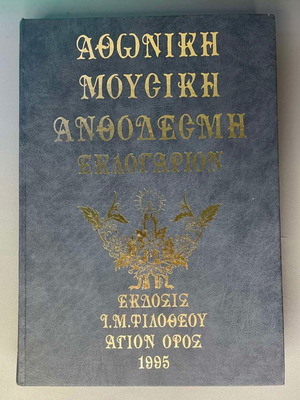 ΑΘΩΝΙΚΗ
ΜΟΥϹΙΚΗ
ΑΝΘΟΔΕϹΜΗ
ΕΚΛΟΓΑΡΙΟΝ
ΕΚΔΟΣΙΣ
Ι.Μ.ΦΙΛΟΘΕΟΥ
ΑΓΙΟΝ ΟΡΟΣ
1995